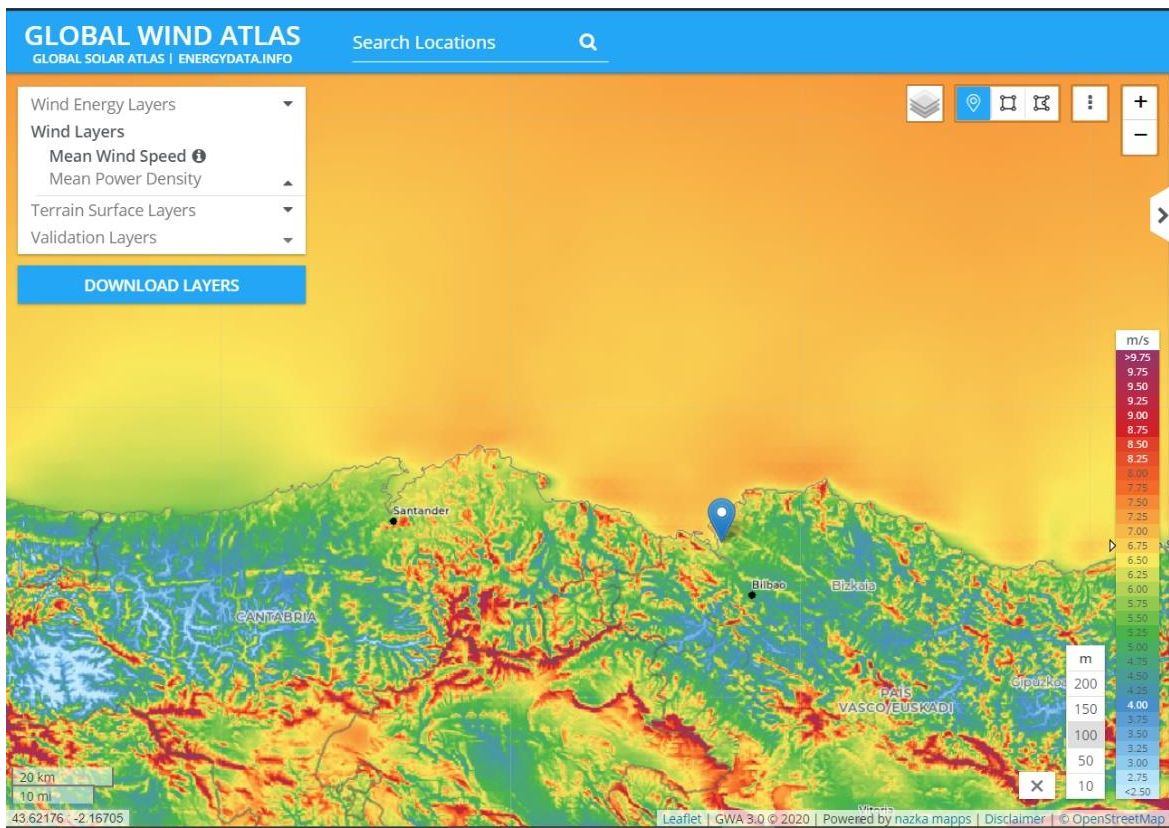 GLOBAL WIND ATLAS
GLOBAL SOLAR ATLAS | ENERGYDATA.INFO
Search Locations
Wind Energy Layers
Wind Layers
Mean Wind Speed
Mean Power Density
Terrain Surface Layers
Validation Layers
DOWNLOAD LAYERS
+
−
m/s
>9.75
9.75
9.50
9.25
9.00
8.75
8.50
8.25
8.00
7.75
7.50
7.25
7.00
6.75
6.50
6.25
6.00
5.75
5.50
5.25
5.00
4.75
4.50
4.25
4.00
3.75
3.50
3.25
3.00
2.75
<2.50
Santander
Bilbao
Bizkaia
CANTABRIA
Gipuzkoa
PAIS
VASCO/EUSKADI
Vitoria
m
200
150
100
50
10
20 km
10 mi
43.62176 : -2.16705
Leaflet | GWA 3.0 © 2020 | Powered by nazka mapps | Disclaimer | © OpenStreetMap